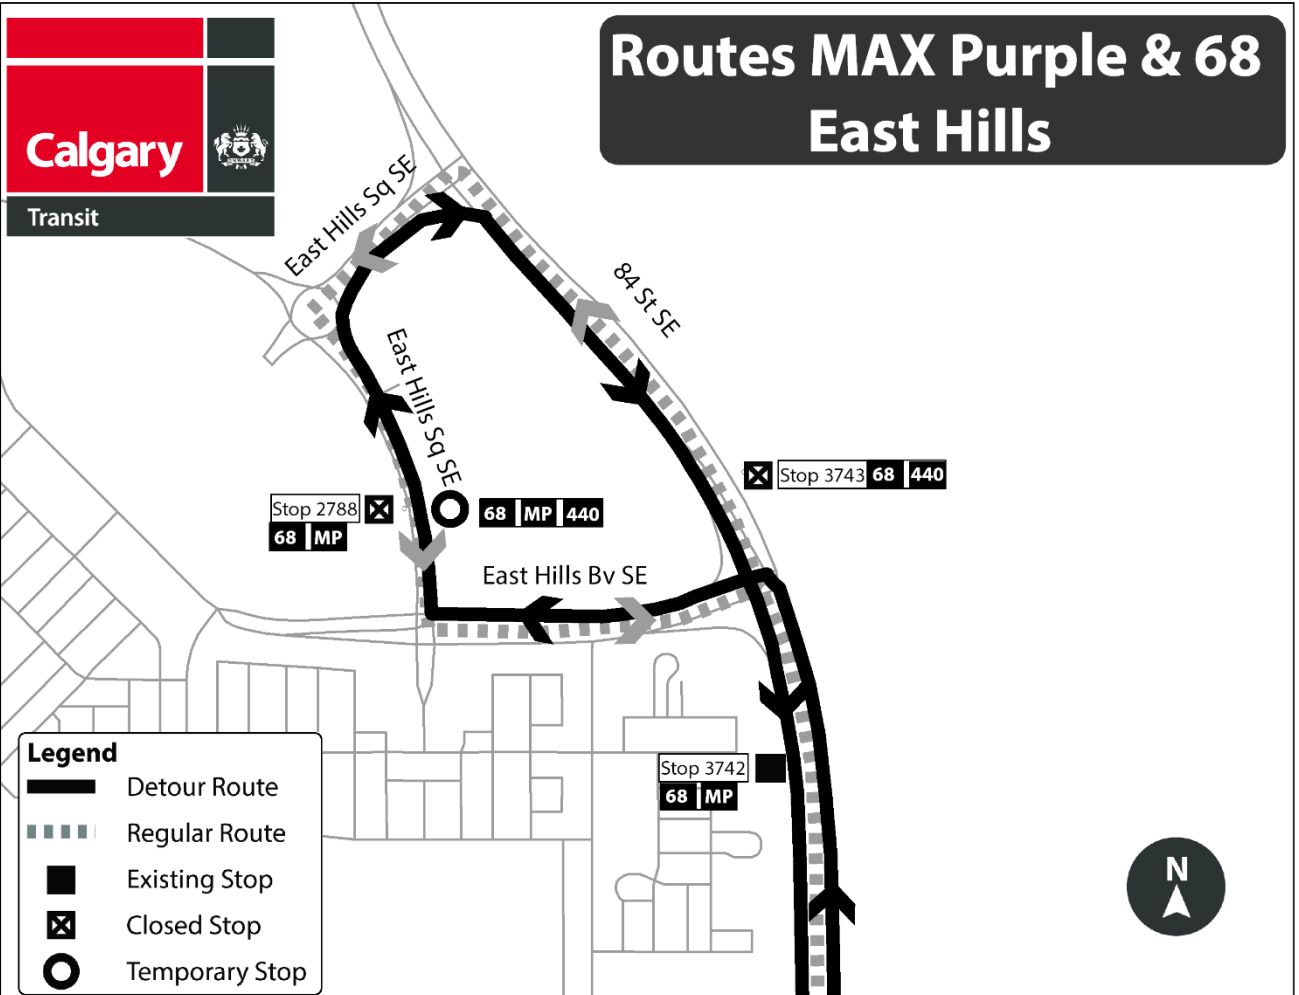 Routes MAX Purple & 68
East Hills
Calgary
ONWARD
Transit
East Hills Sq SE
84 St SE
East Hills Sq SE
Stop 3743 68 440
Stop 2788
68 MP
68 MP 440
East Hills Bv SE
Stop 3742
68 MP
Legend
Detour Route
Regular Route
Existing Stop
Closed Stop
Temporary Stop
N